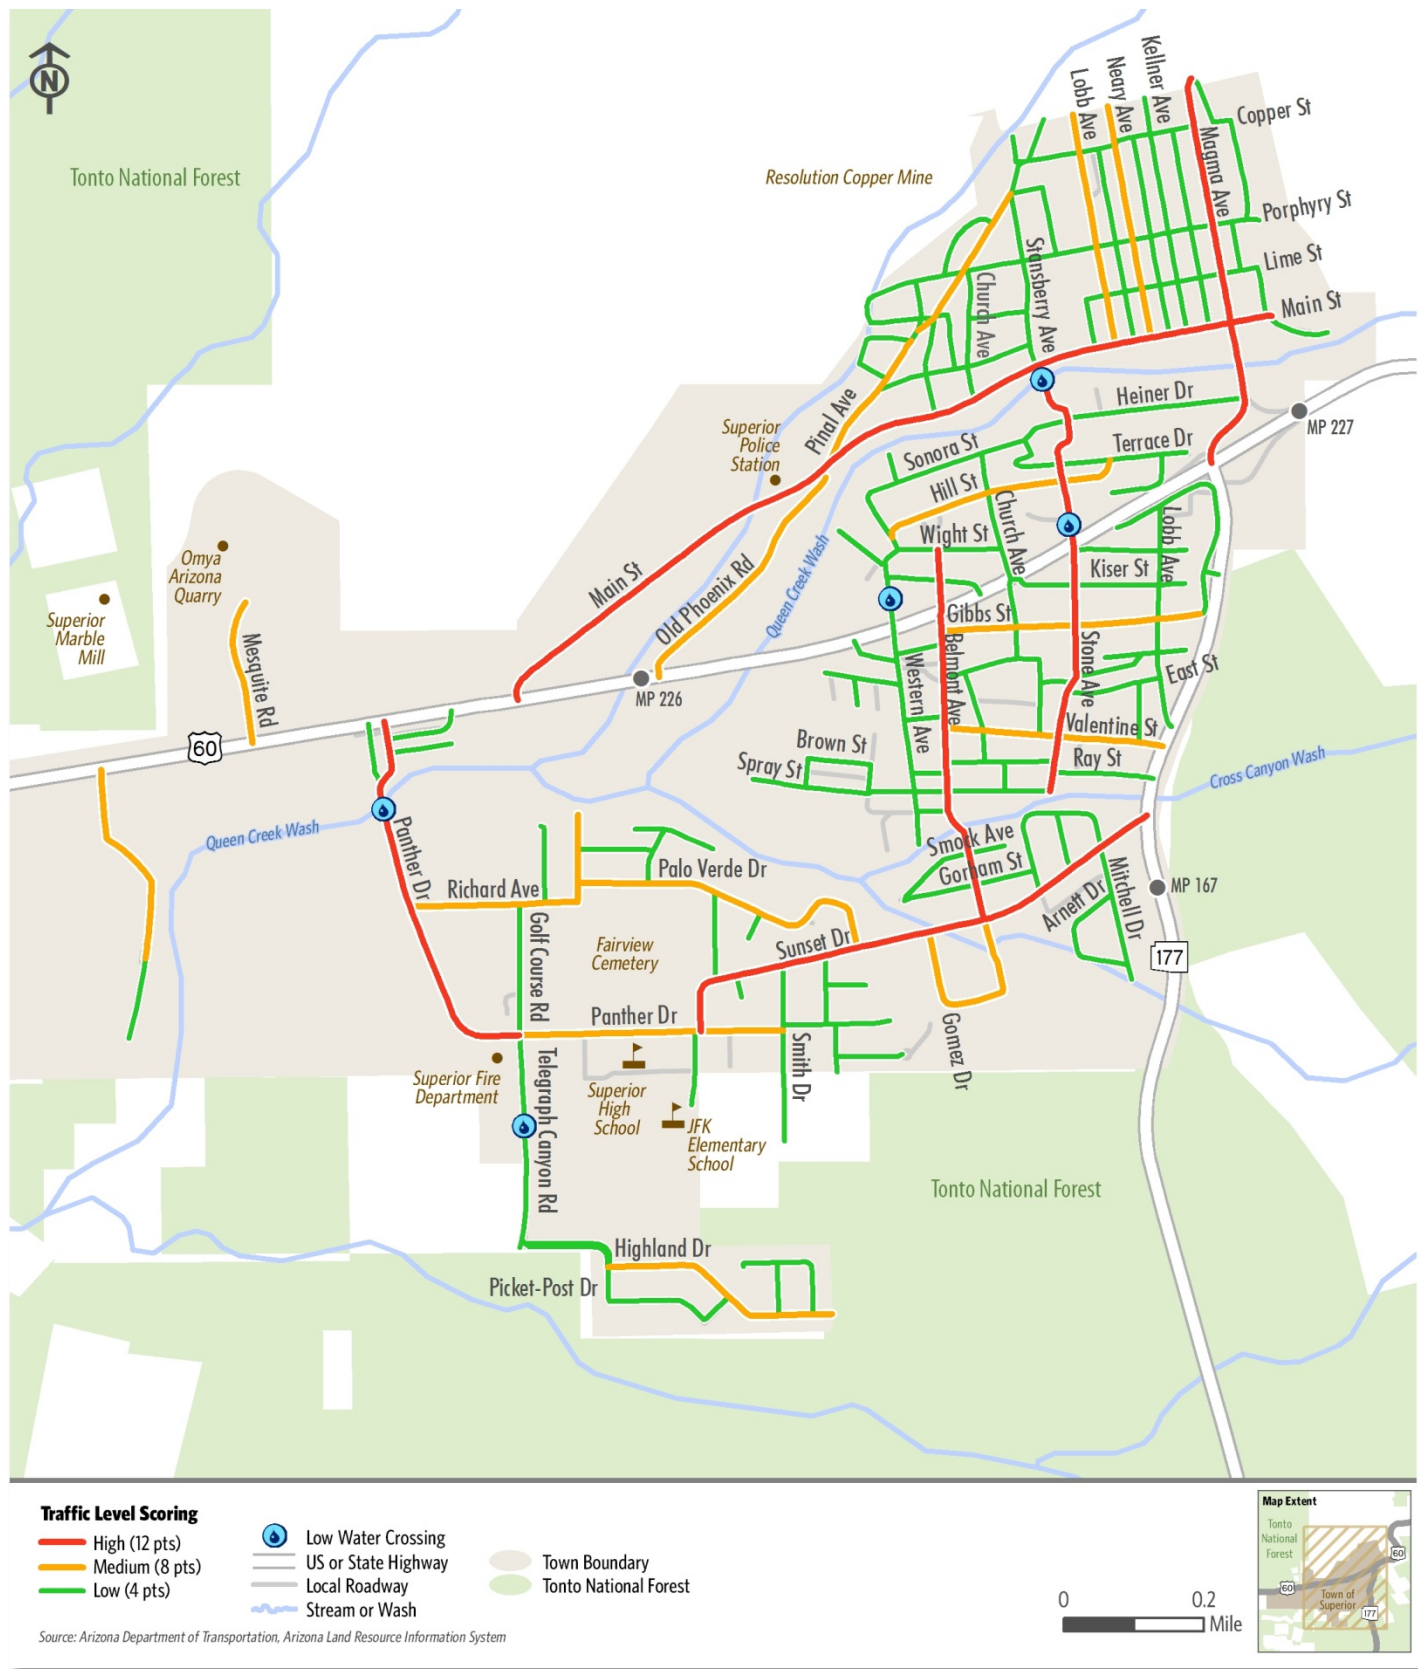 N
Tonto National Forest
Resolution Copper Mine
Lobb Ave
Neary Ave
Kellner Ave
Magma Ave
Copper St
Porphyry St
Lime St
Main St
Stansberry Ave
Church Ave
Pinal Ave
Heiner Dr
Terrace Dr
MP 227
Superior
Police
Station
Sonora St
Hill St
Church Ave
Wight St
Lobb Ave
Kiser St
Gibbs St
Omya
Arizona
Quarry
Superior
Marble
Mill
Mesquite Rd
Main St
Old Phoenix Rd
Queen Creek Wash
MP 226
Western Ave
Belmont Ave
Stone Ave
East St
Valentine St
Ray St
Brown St
Spray St
60
Cross Canyon Wash
Queen Creek Wash
Panther Dr
Richard Ave
Palo Verde Dr
Smock Ave
Gorham St
Arnett Dr
Mitchell Dr
MP 167
177
Golf Course Rd
Fairview
Cemetery
Sunset Dr
Panther Dr
Smith Dr
Gomez Dr
Superior Fire
Department
Telegraph Canyon Rd
Superior
High
School
JFK
Elementary
School
Tonto National Forest
Highland Dr
Picket-Post Dr
Traffic Level Scoring
High (12 pts)
Medium (8 pts)
Low (4 pts)
Low Water Crossing
US or State Highway
Local Roadway
Stream or Wash
Town Boundary
Tonto National Forest
0 0.2
Mile
Map Extent
Tonto
National
Forest
60
60
Town of
Superior
177
Source: Arizona Department of Transportation, Arizona Land Resource Information System